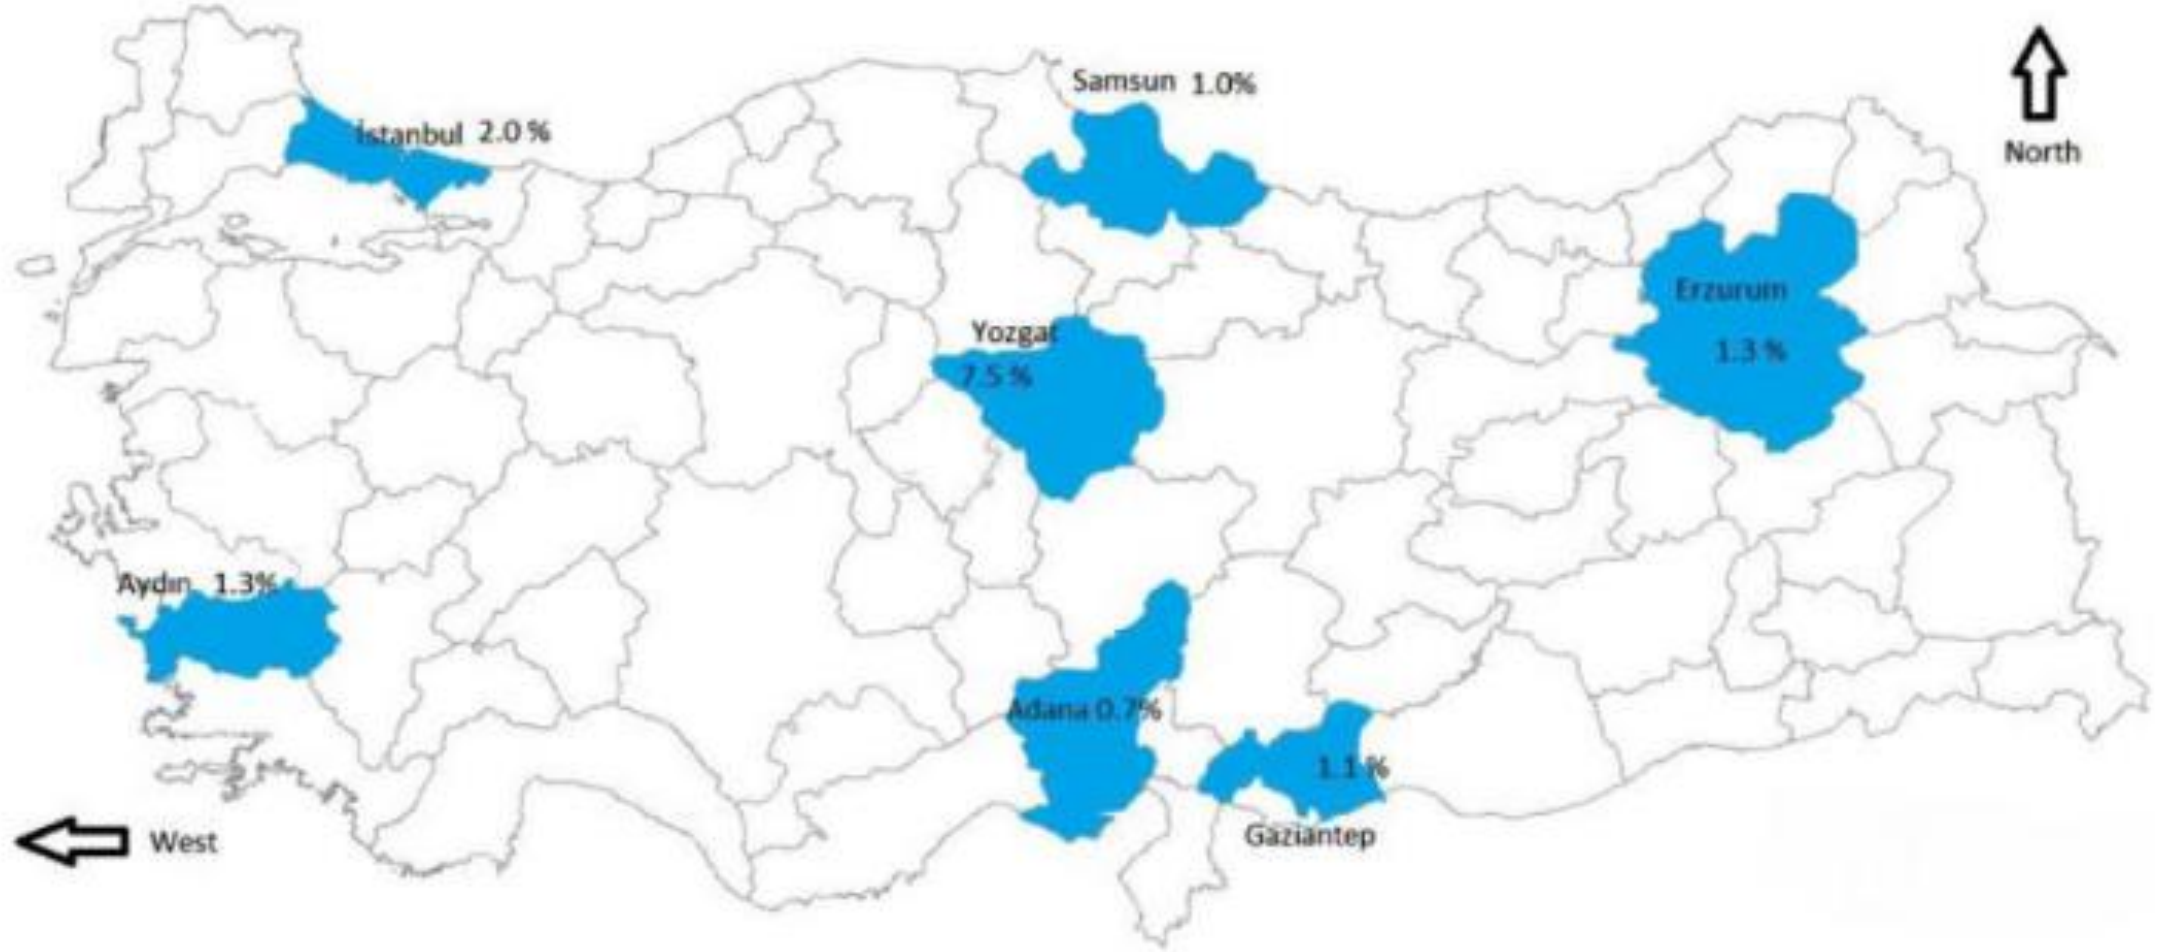 Samsun 1.0%
İstanbul 2.0 %
North
Erzurum
1.3 %
Yozgat
7.5 %
Aydın 1.3%
Adana 0.7%
1.1 %
Gaziantep
West